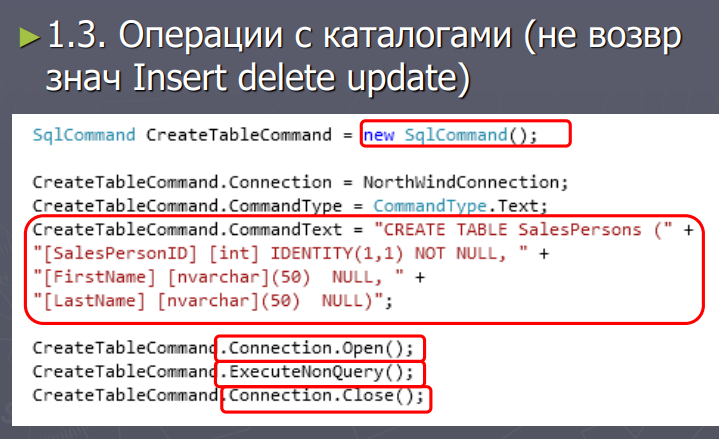 1.3. Операции с каталогами (не возвр
знач Insert delete update)
SqlCommand CreateTableCommand = new SqlCommand();
CreateTableCommand.Connection = NorthWindConnection;
CreateTableCommand.CommandType = CommandType.Text;
CreateTableCommand.CommandText = "CREATE TABLE SalesPersons (" +
"[SalesPersonID] [int] IDENTITY(1,1) NOT NULL, " +
"[FirstName] [nvarchar](50)  NULL, " +
"[LastName] [nvarchar](50)  NULL)";
CreateTableCommand.Connection.Open();
CreateTableCommand.ExecuteNonQuery();
CreateTableCommand.Connection.Close();